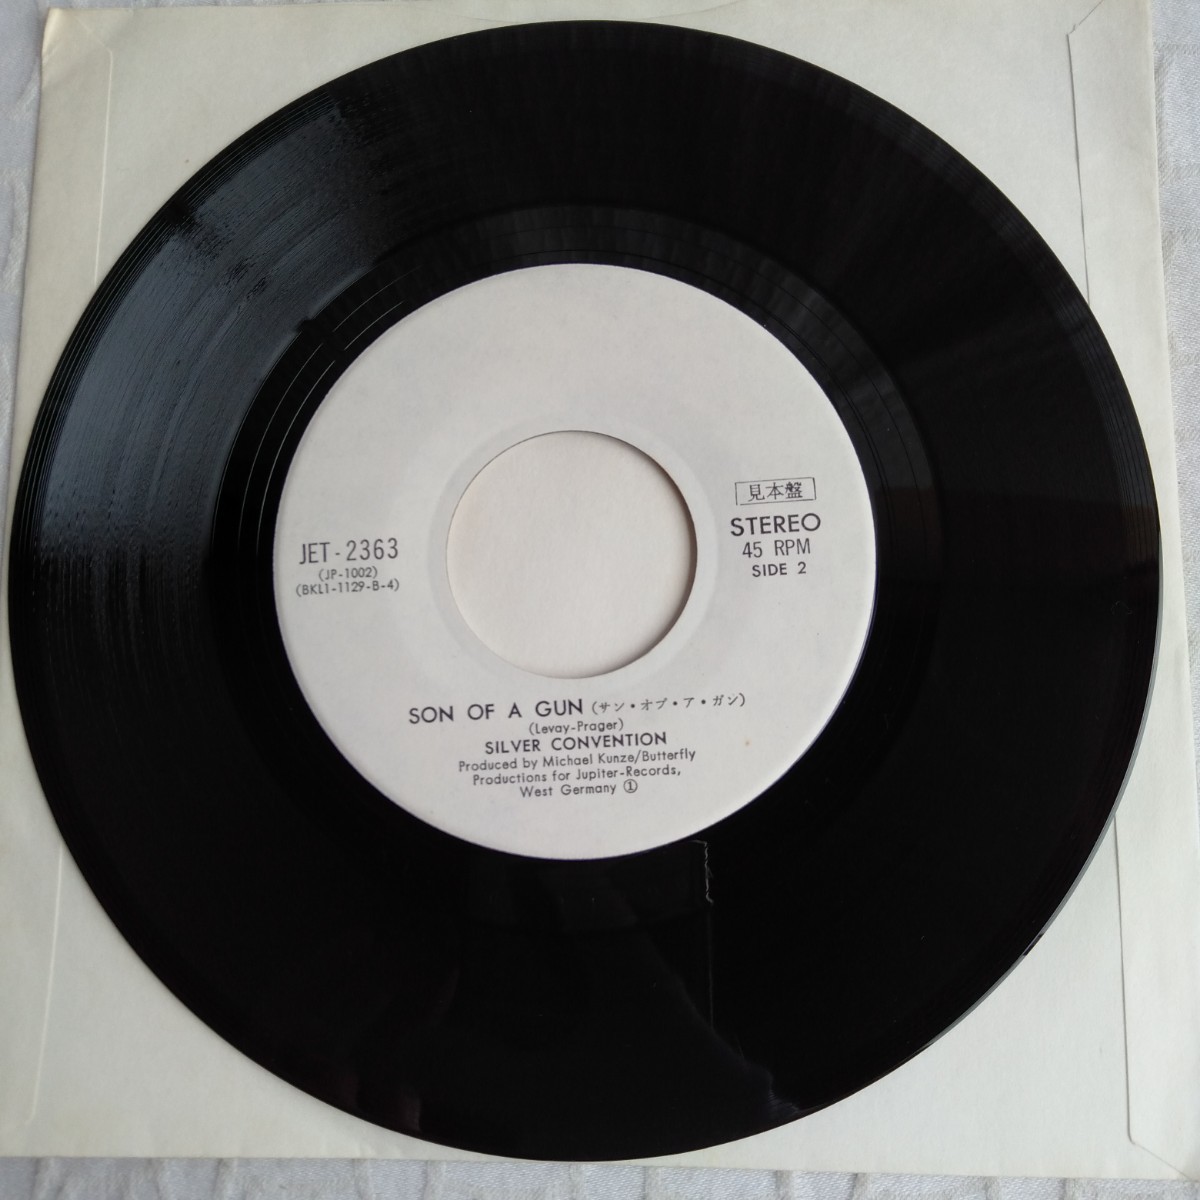 見本盤
STEREO
45 RPM
SIDE 2
JET-2363
(JP-1002)
(BKL1-1129-B-4)
SON OF A GUN (サン・オブ・ア・ガン)
(Levay-Prager)
SILVER CONVENTION
Produced by Michael Kunze/Butterfly
Productions for Jupiter-Records,
West Germany ①